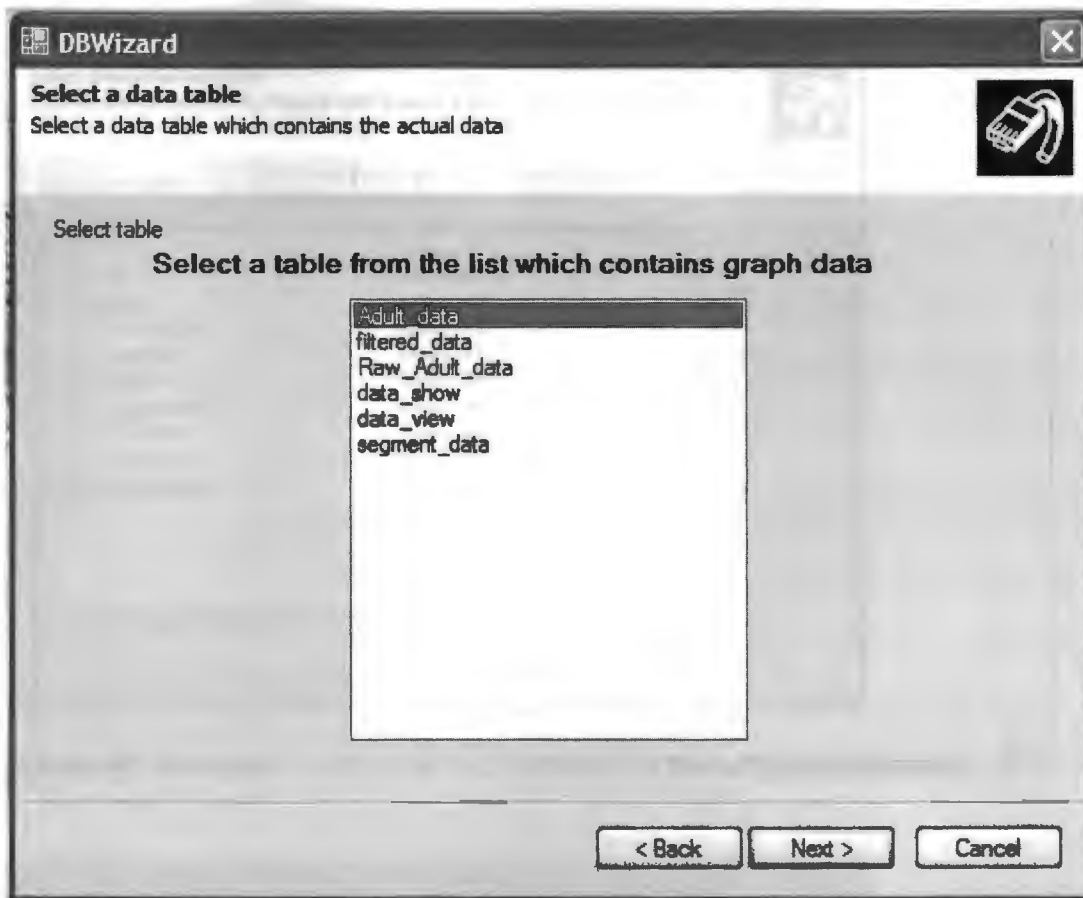 DBWizard
Select a data table
Select a data table which contains the actual data
Select table
Select a table from the list which contains graph data
Adult_data
filtered_data
Raw_Adult_data
data_show
data_view
segment_data
< Back
Next >
Cancel